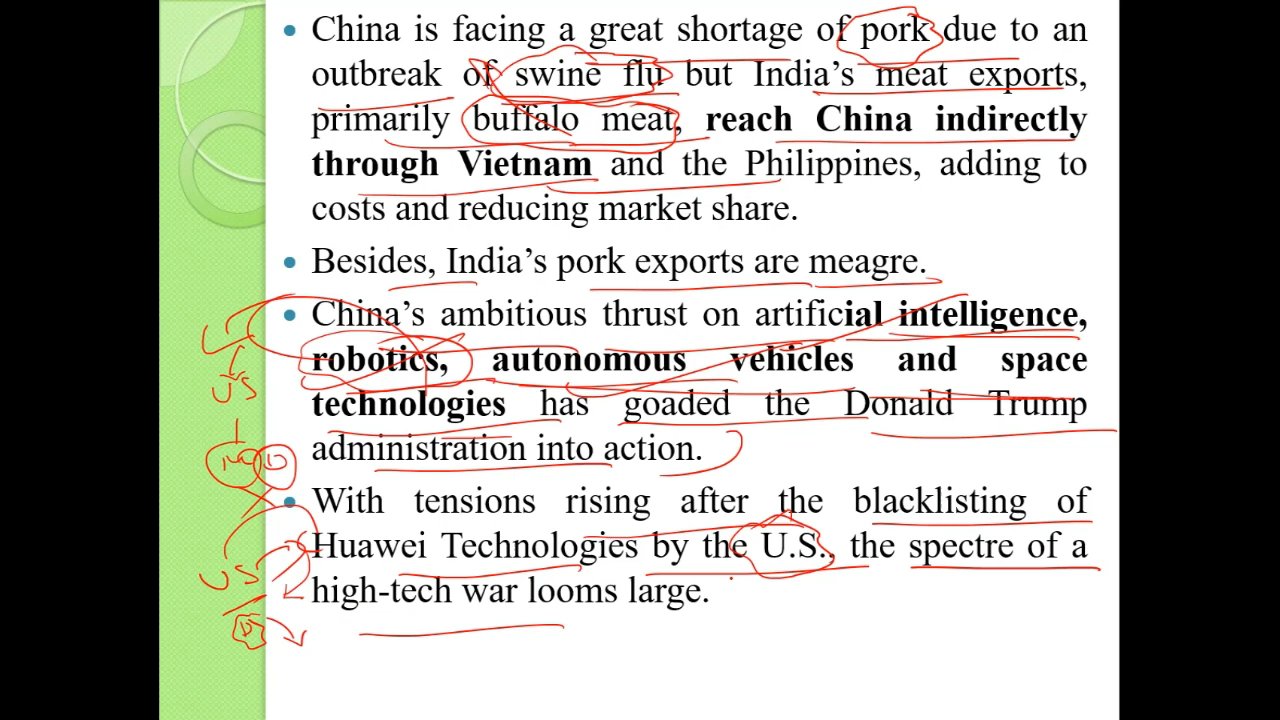 China is facing a great shortage of pork due to an
outbreak of swine flu but India's meat exports,
primarily buffalo meat, reach China indirectly
through Vietnam and the Philippines, adding to
costs and reducing market share.
Besides, India's pork exports are meagre.
China's ambitious thrust on artificial intelligence,
robotics, autonomous vehicles and space
technologies has goaded the Donald Trump
administration into action.
With tensions rising after the blacklisting of
Huawei Technologies by the U.S., the spectre of a
high-tech war looms large.
US
US
D